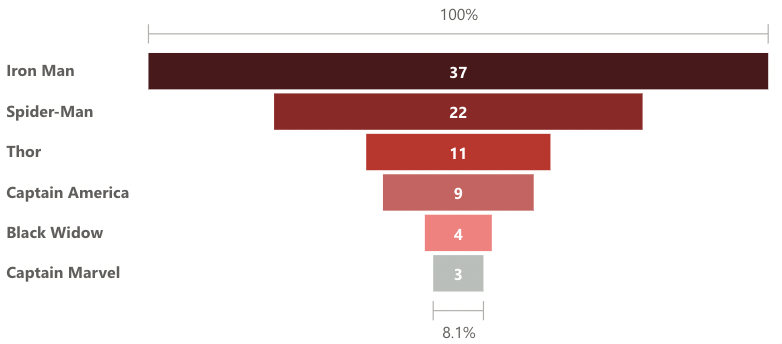 100%
Iron Man 37
Spider-Man 22
Thor 11
Captain America 9
Black Widow 4
Captain Marvel 3
8.1%